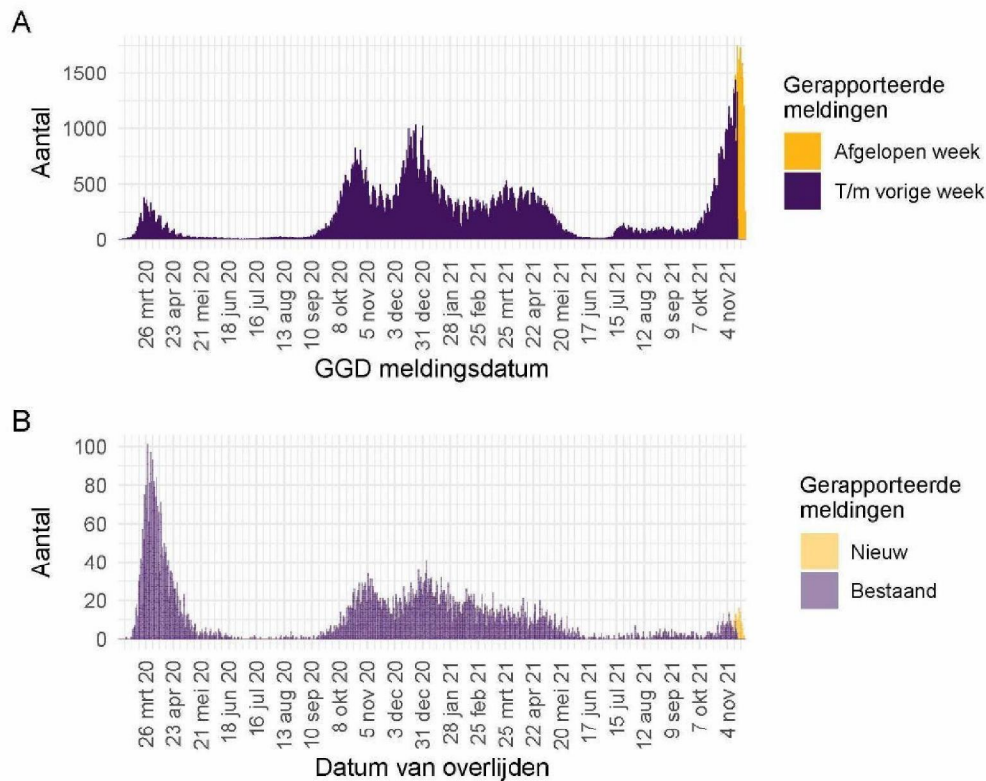 A
Aantal
1500
1000
500
0
26 mrt 20
23 apr 20
21 mei 20
18 jun 20
16 jul 20
13 aug 20
10 sep 20
8 okt 20
5 nov 20
3 dec 20
31 dec 20
28 jan 21
25 feb 21
25 mrt 21
22 apr 21
20 mei 21
17 jun 21
15 jul 21
12 aug 21
9 sep 21
7 okt 21
4 nov 21
GGD meldingsdatum
Gerapporteerde
meldingen
Afgelopen week
T/m vorige week
B
Aantal
100
80
60
40
20
0
26 mrt 20
23 apr 20
21 mei 20
18 jun 20
16 jul 20
13 aug 20
10 sep 20
8 okt 20
5 nov 20
3 dec 20
31 dec 20
28 jan 21
25 feb 21
25 mrt 21
22 apr 21
20 mei 21
17 jun 21
15 jul 21
12 aug 21
9 sep 21
7 okt 21
4 nov 21
Datum van overlijden
Gerapporteerde
meldingen
Nieuw
Bestaand